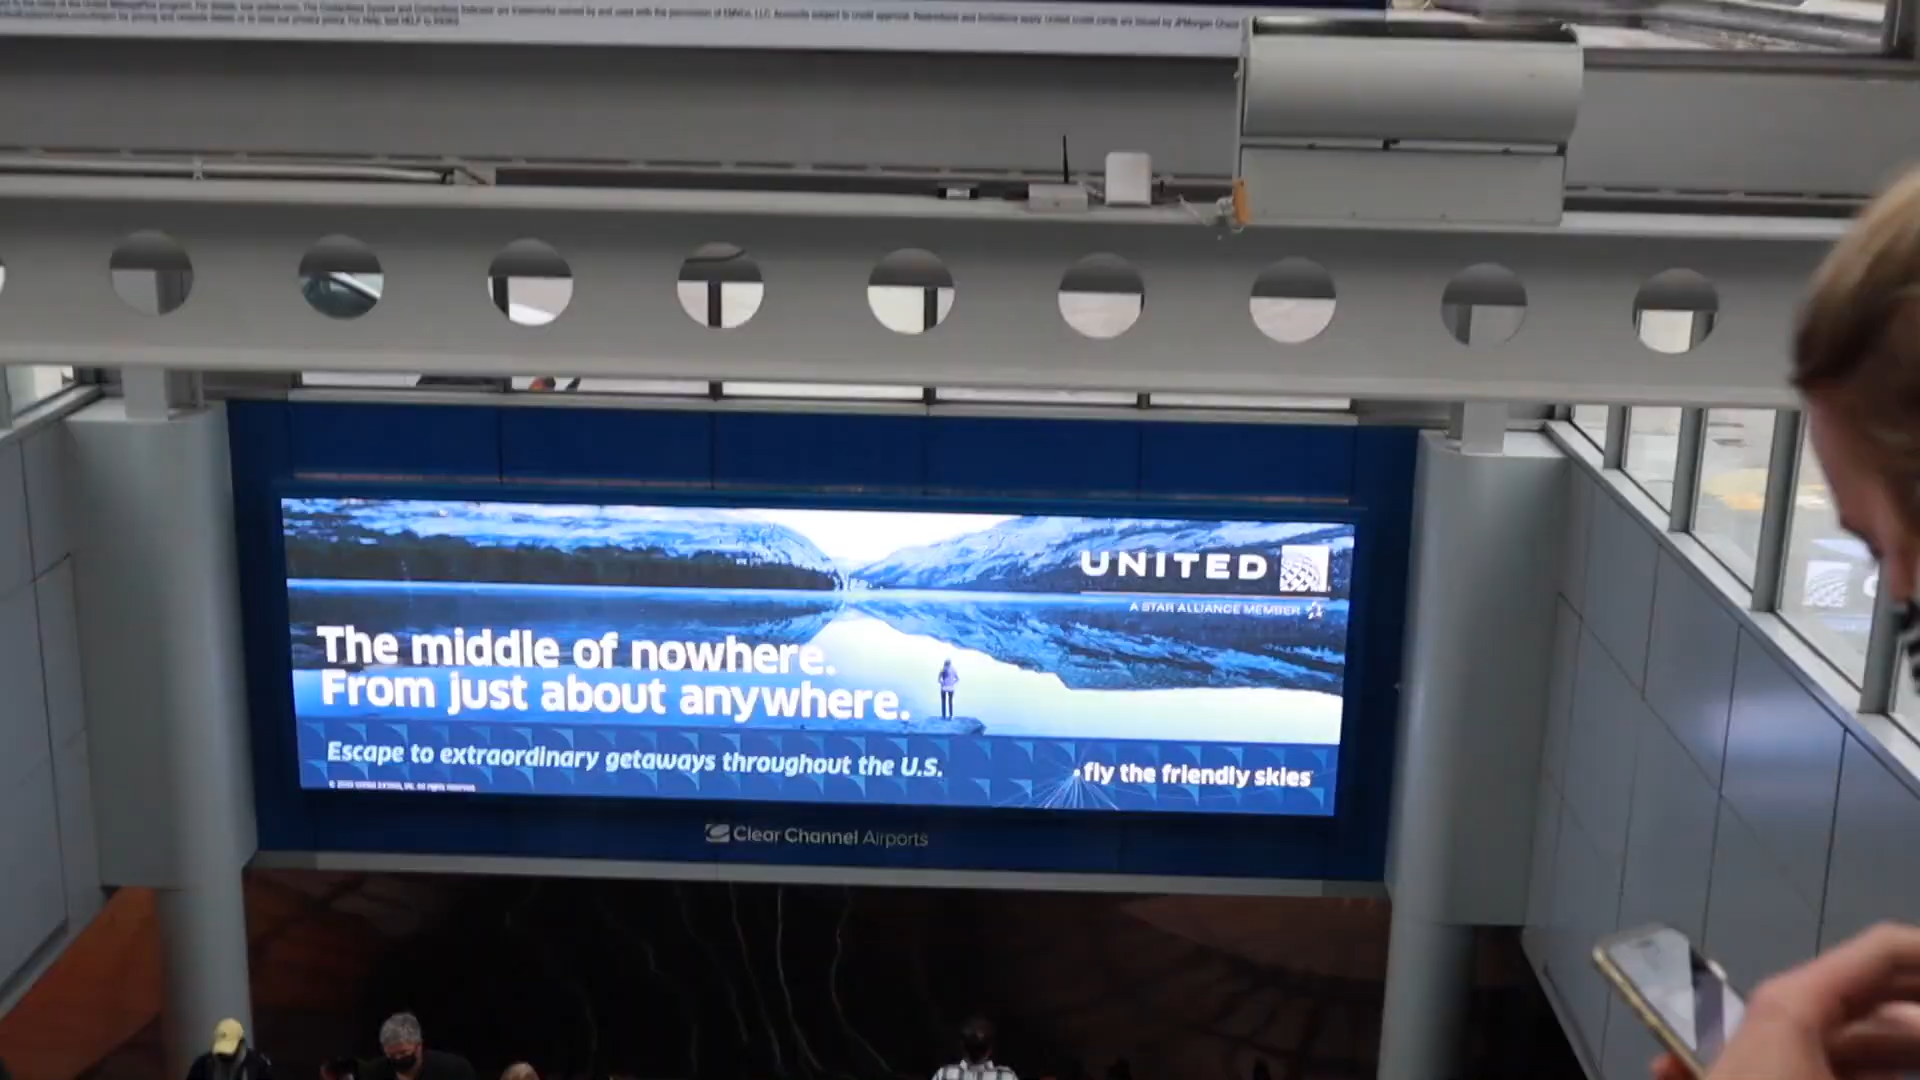 UNITED
A STAR ALLIANCE MEMBER
The middle of nowhere.
From just about anywhere.
Escape to extraordinary getaways throughout the U.S.
fly the friendly skies
Clear Channel Airports